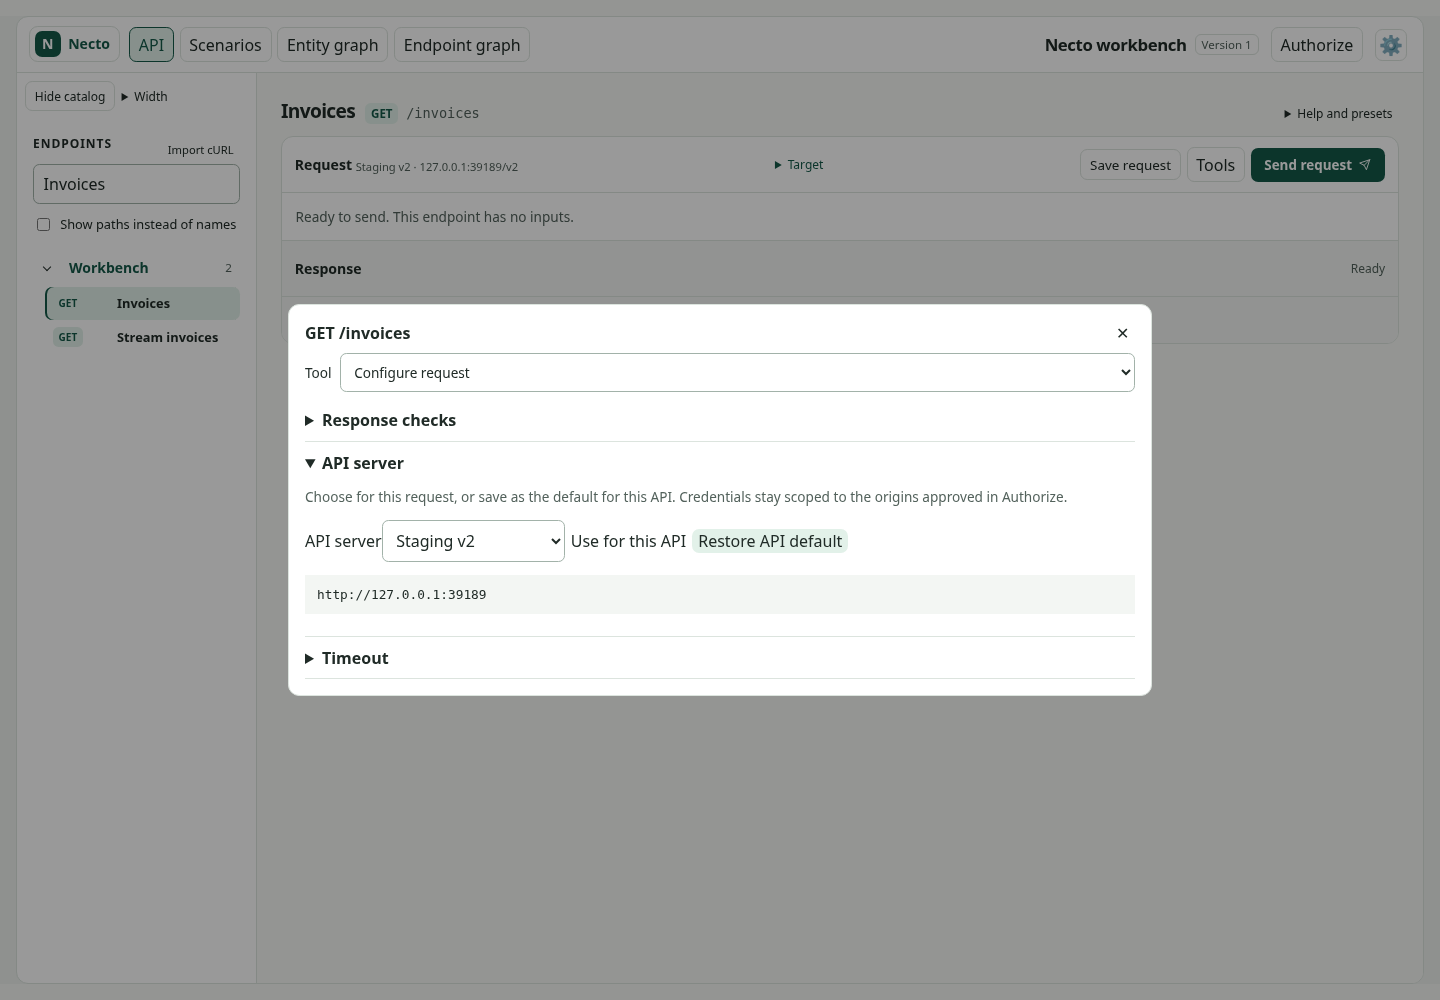 N Necto API Scenarios Entity graph Endpoint graph Necto workbench Version 1 Authorize
Hide catalog Width
ENDPOINTS Import cURL
Invoices
Show paths instead of names
Workbench 2
GET Invoices
GET Stream invoices
Invoices GET /invoices Help and presets
Request Staging v2 · 127.0.0.1:39189/v2 Target Save request Tools Send request
Ready to send. This endpoint has no inputs.
Response Ready
GET /invoices ✕
Tool Configure request
Response checks
API server
Choose for this request, or save as the default for this API. Credentials stay scoped to the origins approved in Authorize.
API server Staging v2 Use for this API Restore API default
http://127.0.0.1:39189
Timeout